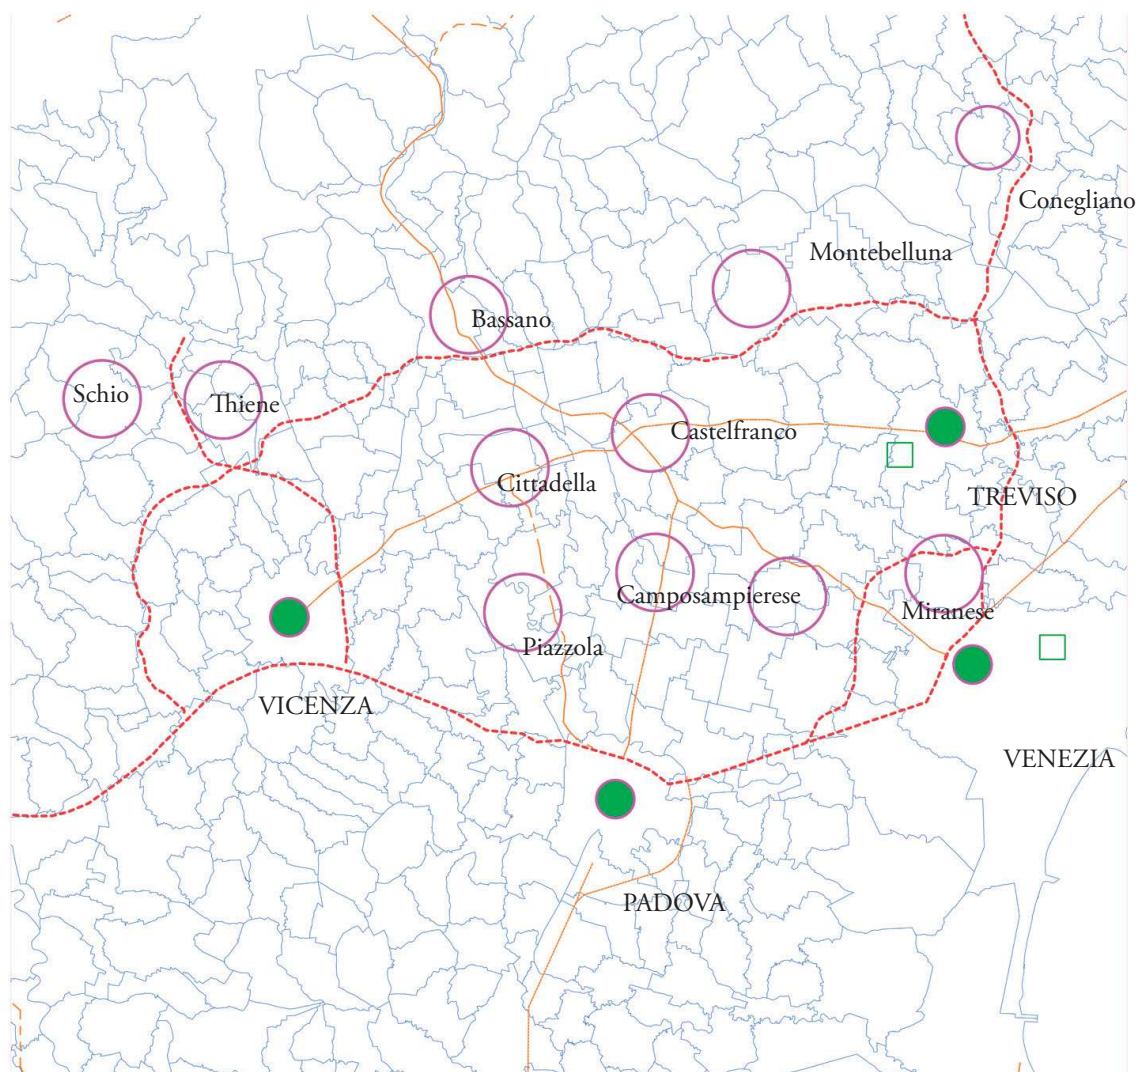 Conegliano
Montebelluna
Bassano
Schio
Thiene
Castelfranco
Cittadella
TREVISO
Camposampierese
Miranese
Piazzola
VICENZA
VENEZIA
PADOVA